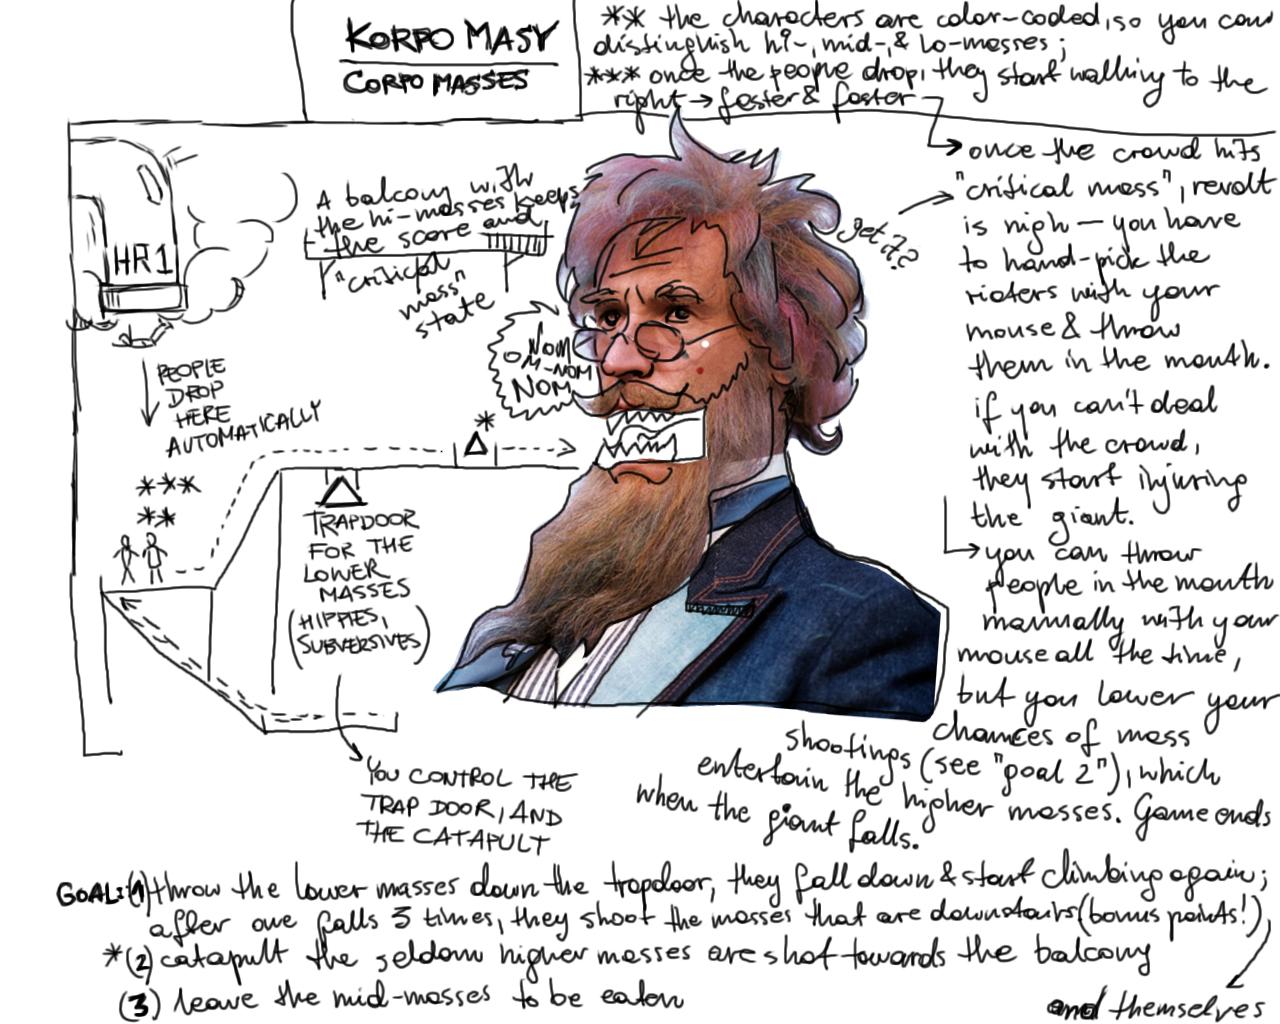 KORPO MASY
CORPO MASSES
** the characters are color-coded, so you can
distinguish hi-, mid-, & lo-masses;
*** once the people drop, they start walking to the
right → faster & faster
once the crowd hits
"critical mass", revolt
is nigh — you have
to hand-pick the
rioters with your
mouse & throw
them in the mouth.
if you can't deal
with the crowd,
they start injuring
the giant.
get it?
you can throw
people in the mouth
manually with your
mouse all the time,
but you lower your
chances of mass
shootings (see "goal 2"), which
entertain the higher masses. Game ends
when the giant falls.
HR1
A balcony with
the hi-masses keeps
the score and
"critical
mass"
state
NOM
OM-NOM
NOM
PEOPLE
DROP
HERE
AUTOMATICALLY
*
***
**
TRAPDOOR
FOR THE
LOWER
MASSES
(HIPPIES,
SUBVERSIVES)
YOU CONTROL THE
TRAP DOOR, AND
THE CATAPULT
GOAL: (1) throw the lower masses down the trapdoor, they fall down & start climbing again;
after one falls 3 times, they shoot the masses that are downstairs (bonus points!),
and themselves
* (2) catapult the seldom higher masses are shot towards the balcony
(3) leave the mid-masses to be eaten